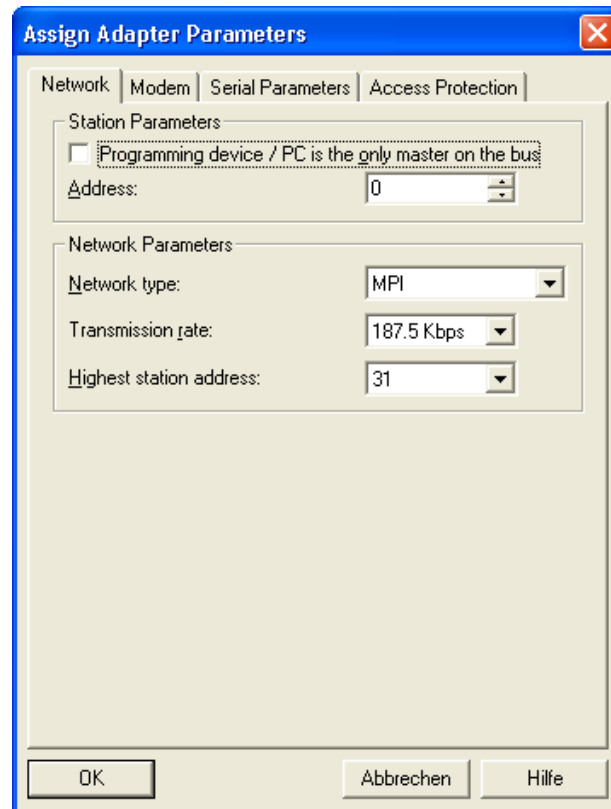 Assign Adapter Parameters
Network Modem Serial Parameters Access Protection
Station Parameters
Programming device / PC is the only master on the bus
Address: 0
Network Parameters
Network type: MPI
Transmission rate: 187.5 Kbps
Highest station address: 31
OK Abbrechen Hilfe